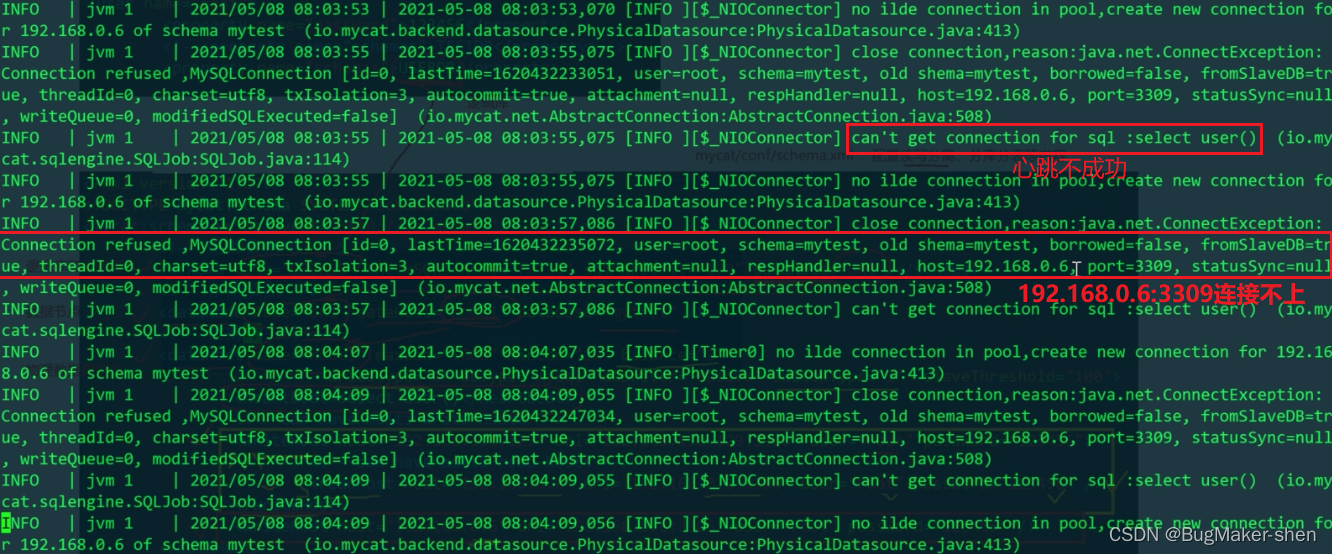 INFO | jvm 1 | 2021/05/08 08:03:53 | 2021-05-08 08:03:53,070 [INFO ][$_NIOConnector] no ilde connection in pool,create new connection fo
r 192.168.0.6 of schema mytest (io.mycat.backend.datasource.PhysicalDatasource:PhysicalDatasource.java:413)
INFO | jvm 1 | 2021/05/08 08:03:55 | 2021-05-08 08:03:55,075 [INFO ][$_NIOConnector] close connection,reason:java.net.ConnectException:
Connection refused ,MySQLConnection [id=0, lastTime=1620432233051, user=root, schema=mytest, old shema=mytest, borrowed=false, fromSlaveDB=tr
ue, threadId=0, charset=utf8, txIsolation=3, autocommit=true, attachment=null, respHandler=null, host=192.168.0.6, port=3309, statusSync=null
, writeQueue=0, modifiedSQLExecuted=false] (io.mycat.net.AbstractConnection:AbstractConnection.java:508)
INFO | jvm 1 | 2021/05/08 08:03:55 | 2021-05-08 08:03:55,075 [INFO ][$_NIOConnector] can't get connection for sql :select user() (io.my
cat.sqlengine.SQLJob:SQLJob.java:114)
mycat/conf/schema.xml
心跳不成功
INFO | jvm 1 | 2021/05/08 08:03:55 | 2021-05-08 08:03:55,075 [INFO ][$_NIOConnector] no ilde connection in pool,create new connection fo
r 192.168.0.6 of schema mytest (io.mycat.backend.datasource.PhysicalDatasource:PhysicalDatasource.java:413)
INFO | jvm 1 | 2021/05/08 08:03:57 | 2021-05-08 08:03:57,086 [INFO ][$_NIOConnector] close connection,reason:java.net.ConnectException:
Connection refused ,MySQLConnection [id=0, lastTime=1620432235072, user=root, schema=mytest, old shema=mytest, borrowed=false, fromSlaveDB=tr
ue, threadId=0, charset=utf8, txIsolation=3, autocommit=true, attachment=null, respHandler=null, host=192.168.0.6, port=3309, statusSync=null
, writeQueue=0, modifiedSQLExecuted=false] (io.mycat.net.AbstractConnection:AbstractConnection.java:508)
192.168.0.6:3309连接不上
INFO | jvm 1 | 2021/05/08 08:03:57 | 2021-05-08 08:03:57,086 [INFO ][$_NIOConnector] can't get connection for sql :select user() (io.my
cat.sqlengine.SQLJob:SQLJob.java:114)
INFO | jvm 1 | 2021/05/08 08:04:07 | 2021-05-08 08:04:07,035 [INFO ][Timer0] no ilde connection in pool,create new connection for 192.16
8.0.6 of schema mytest (io.mycat.backend.datasource.PhysicalDatasource:PhysicalDatasource.java:413)
INFO | jvm 1 | 2021/05/08 08:04:09 | 2021-05-08 08:04:09,055 [INFO ][$_NIOConnector] close connection,reason:java.net.ConnectException:
Connection refused ,MySQLConnection [id=0, lastTime=1620432247034, user=root, schema=mytest, old shema=mytest, borrowed=false, fromSlaveDB=tr
ue, threadId=0, charset=utf8, txIsolation=3, autocommit=true, attachment=null, respHandler=null, host=192.168.0.6, port=3309, statusSync=null
, writeQueue=0, modifiedSQLExecuted=false] (io.mycat.net.AbstractConnection:AbstractConnection.java:508)
INFO | jvm 1 | 2021/05/08 08:04:09 | 2021-05-08 08:04:09,055 [INFO ][$_NIOConnector] can't get connection for sql :select user() (io.my
cat.sqlengine.SQLJob:SQLJob.java:114)
INFO | jvm 1 | 2021/05/08 08:04:09 | 2021-05-08 08:04:09,056 [INFO ][$_NIOConnector] no ilde connection in pool,create new connection fo
r 192.168.0.6 of schema mytest (io.mycat.backend.datasource.PhysicalDatasource:PhysicalDatasource.java:413)
CSDN @BugMaker-shen